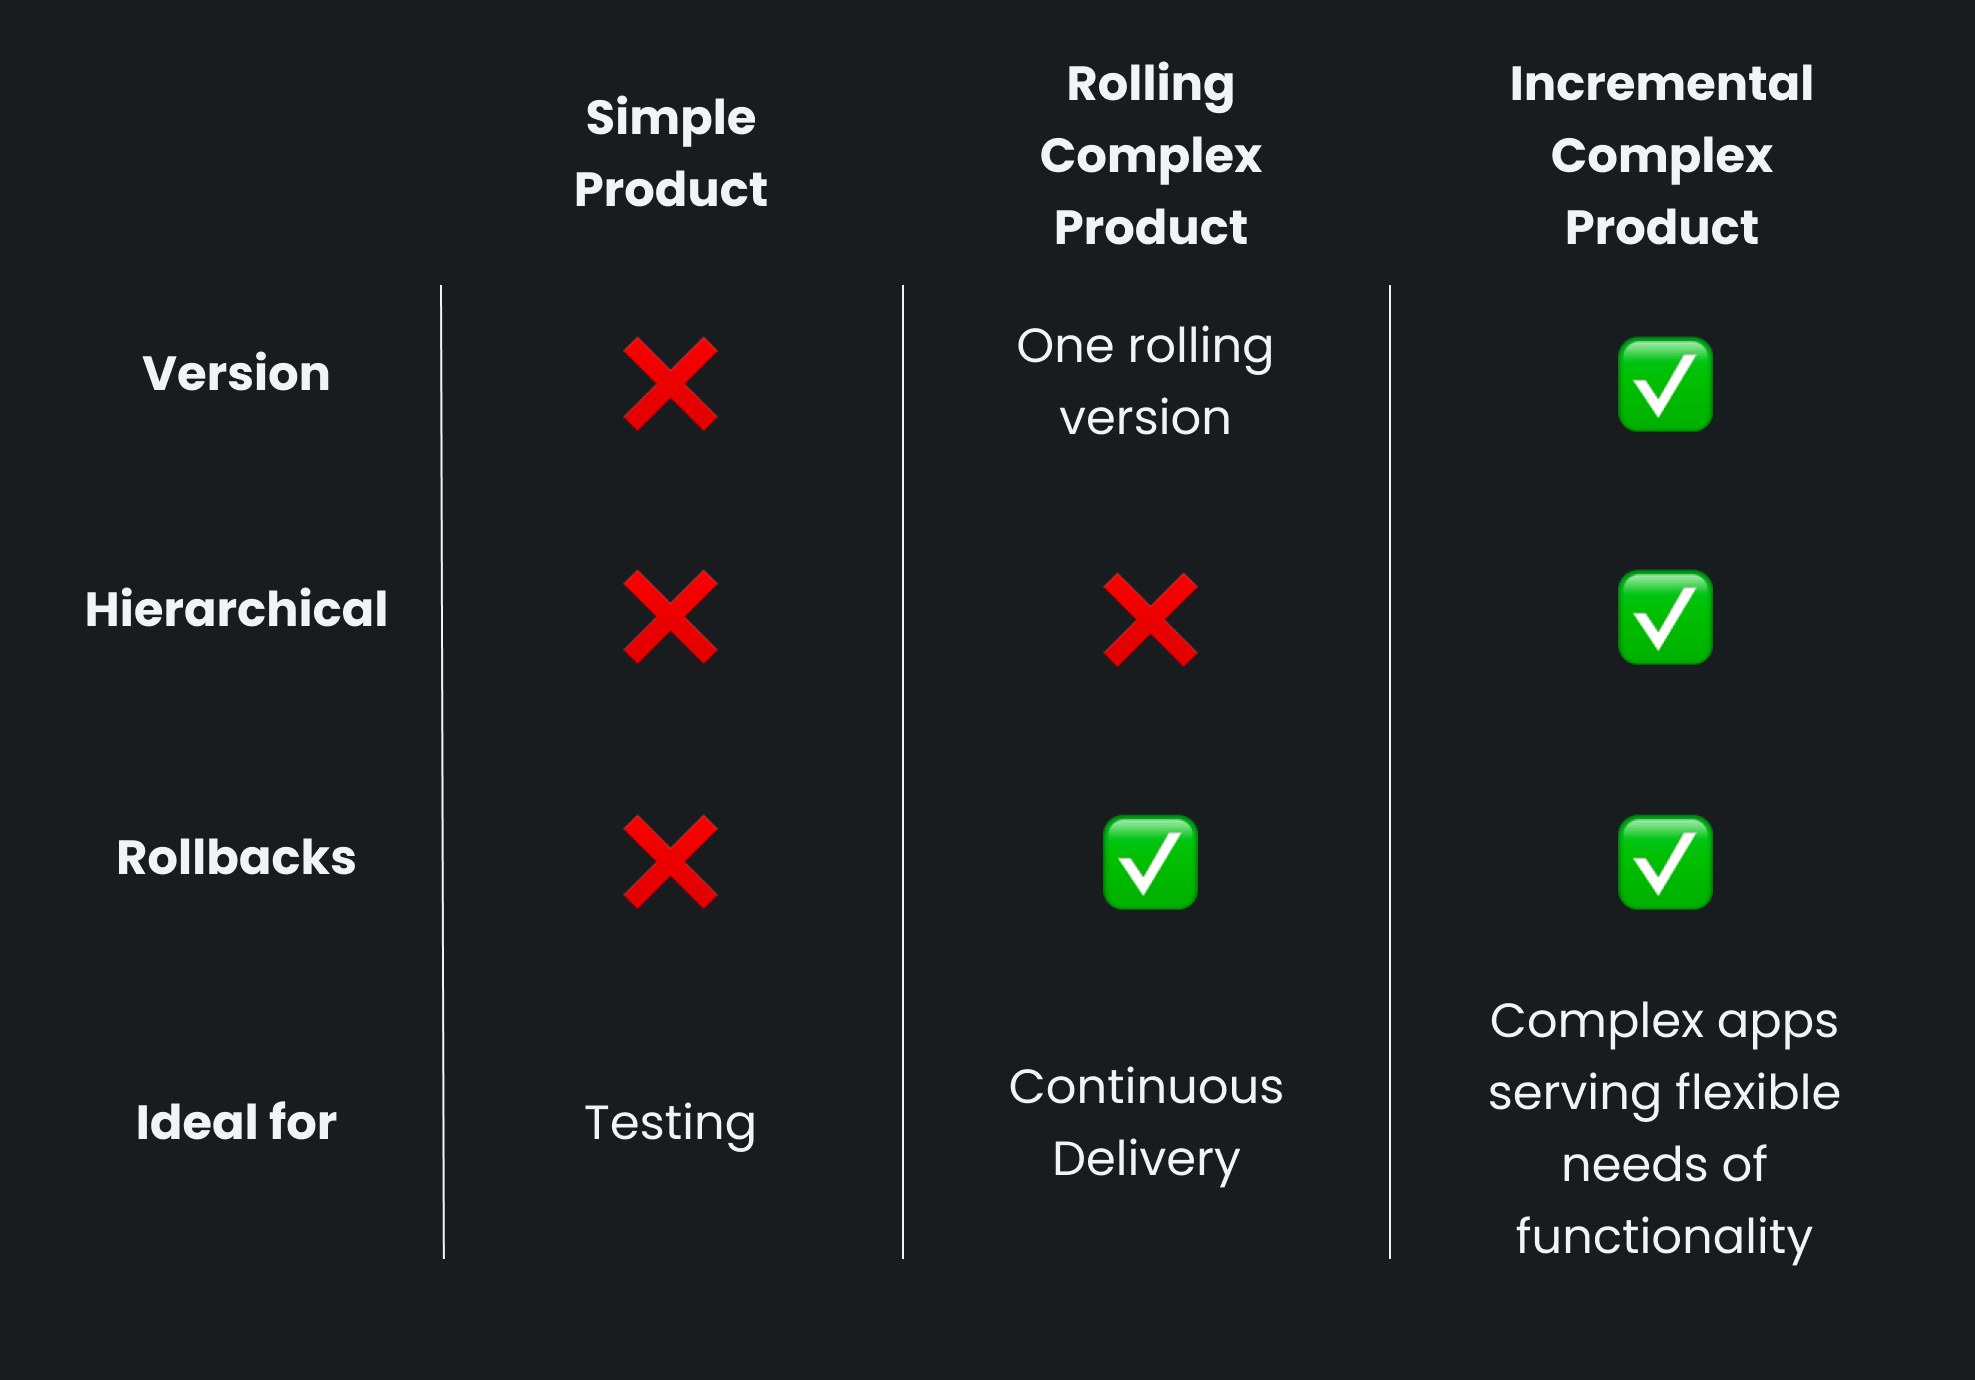 Simple
Product
Rolling
Complex
Product
Incremental
Complex
Product
Version
One rolling
version
Hierarchical
Rollbacks
Ideal for
Testing
Continuous
Delivery
Complex apps
serving flexible
needs of
functionality